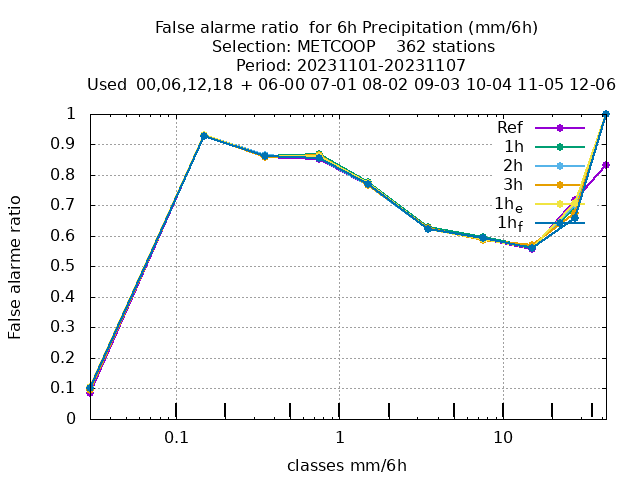 False alarme ratio  for 6h Precipitation (mm/6h)
Selection: METCOOP    362 stations
Period: 20231101-20231107
Used  00,06,12,18  + 06-00 07-01 08-02 09-03 10-04 11-05 12-06
False alarme ratio
1
0.9
0.8
0.7
0.6
0.5
0.4
0.3
0.2
0.1
0
Ref
1h
2h
3h
1h_e
1h_f
0.1 1 10
classes mm/6h